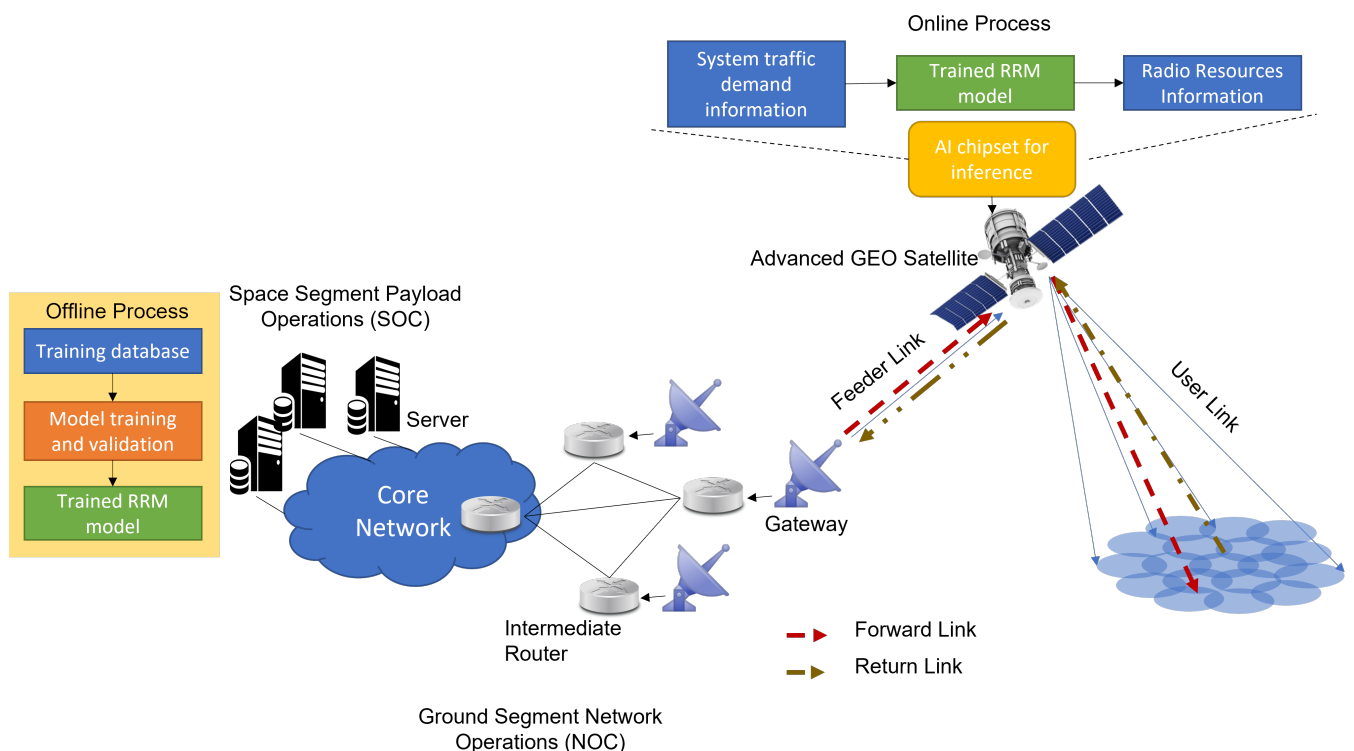 Online Process
System traffic
demand
information
Trained RRM
model
Radio Resources
Information
AI chipset for
inference
Advanced GEO Satellite
Space Segment Payload
Operations (SOC)
Offline Process
Training database
Model training
and validation
Trained RRM
model
Server
Core
Network
Feeder Link
User Link
Gateway
Intermediate
Router
Forward Link
Return Link
Ground Segment Network
Operations (NOC)